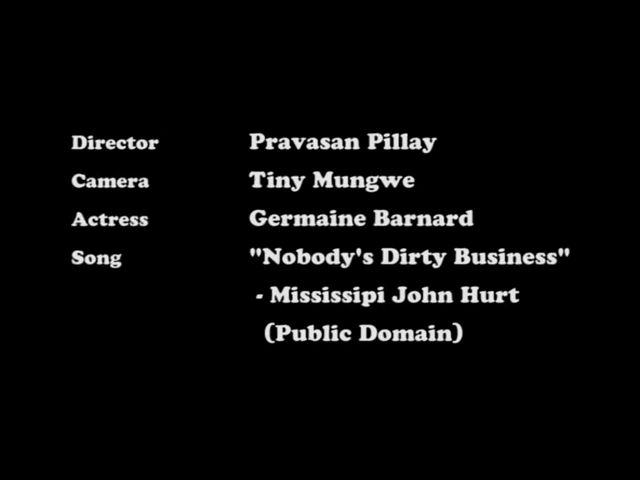 Director Pravasan Pillay
Camera Tiny Mungwe
Actress Germaine Barnard
Song "Nobody's Dirty Business"
- Mississipi John Hurt
(Public Domain)